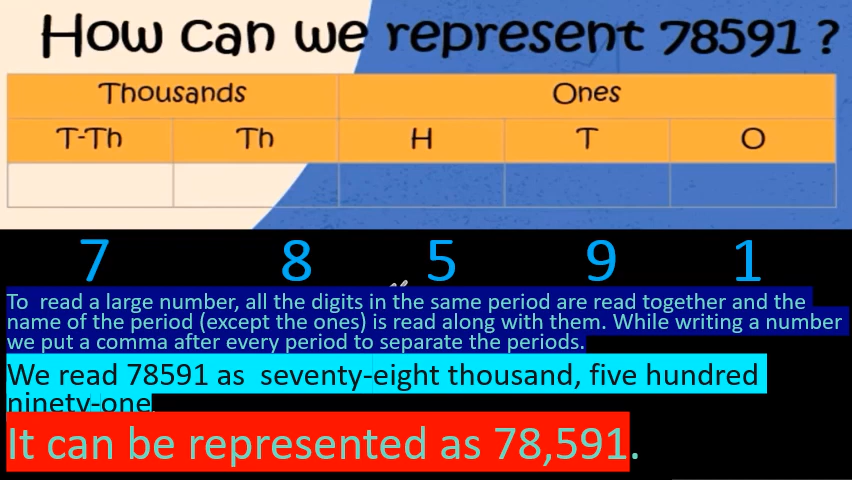 How can we represent 78591 ?
Thousands Ones
T-Th Th H T O
7 8 5 9 1
To read a large number, all the digits in the same period are read together and the
name of the period (except the ones) is read along with them. While writing a number
we put a comma after every period to separate the periods.
We read 78591 as seventy-eight thousand, five hundred
ninety-one
It can be represented as 78,591.